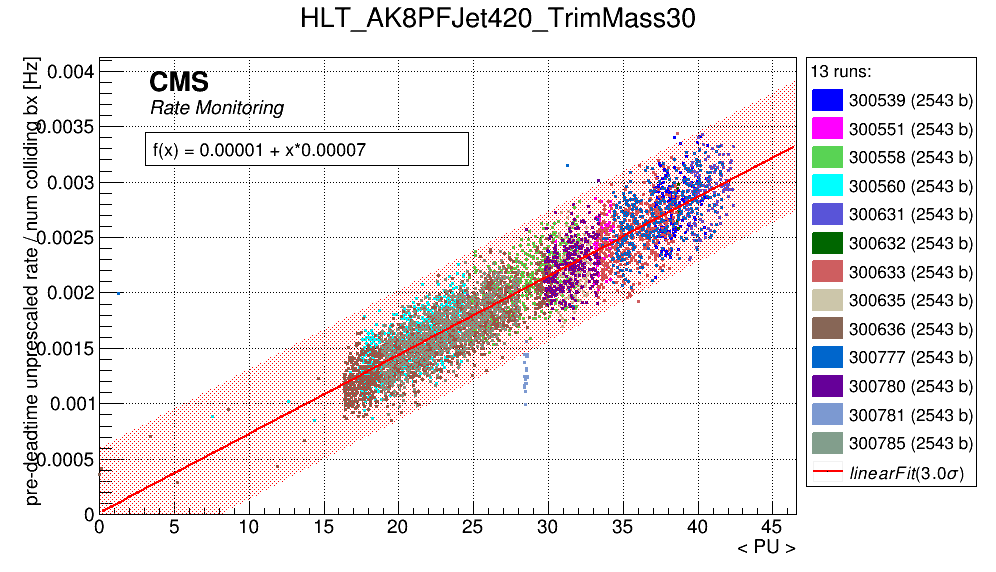 HLT_AK8PFJet420_TrimMass30
pre-deadtime unprescaled rate / num colliding bx [Hz]
0.004
0.0035
0.003
0.0025
0.002
0.0015
0.001
0.0005
0
CMS
Rate Monitoring
f(x) = 0.00001 + x*0.00007
0 5 10 15 20 25 30 35 40 45
< PU >
13 runs:
300539 (2543 b)
300551 (2543 b)
300558 (2543 b)
300560 (2543 b)
300631 (2543 b)
300632 (2543 b)
300633 (2543 b)
300635 (2543 b)
300636 (2543 b)
300777 (2543 b)
300780 (2543 b)
300781 (2543 b)
300785 (2543 b)
linearFit(3.0σ)